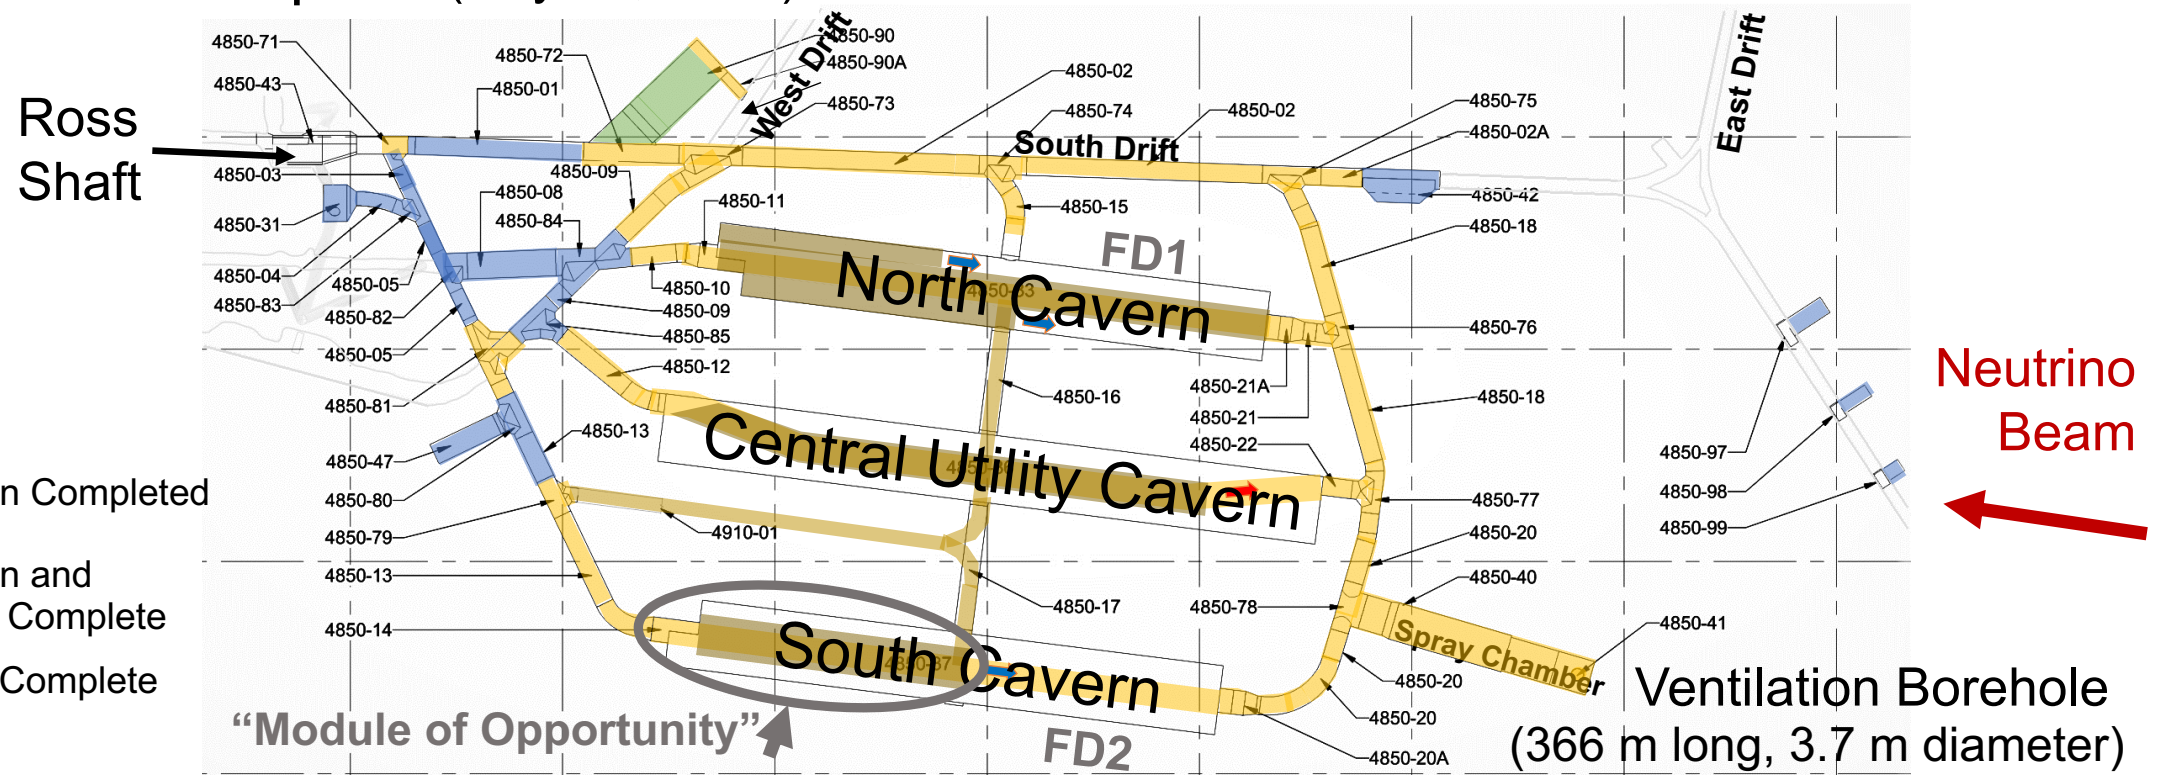 4850-71
4850-43
4850-72
4850-01
4850-90
4850-90A
4850-73
West Drift
4850-02
4850-74
4850-02
4850-75
4850-02A
East Drift
South Drift
Ross
Shaft
4850-03
4850-09
4850-08
4850-84
4850-11
4850-15
4850-42
4850-31
4850-18
4850-04
4850-83
4850-05
4850-82
4850-05
4850-10
4850-09
4850-85
FD1
North Cavern
4850-76
4850-12
4850-81
4850-16
4850-21A
4850-21
4850-22
4850-18
Neutrino
Beam
4850-13
4850-47
4850-80
4850-79
Central Utility Cavern
4850-77
4850-97
4850-98
4850-99
n Completed
4910-01
4850-20
n and
Complete
4850-13
4850-40
4850-14
4850-17
4850-78
4850-41
Spray Chamber
Complete
South Cavern
4850-20
4850-20
4850-20A
"Module of Opportunity"
FD2
Ventilation Borehole
(366 m long, 3.7 m diameter)